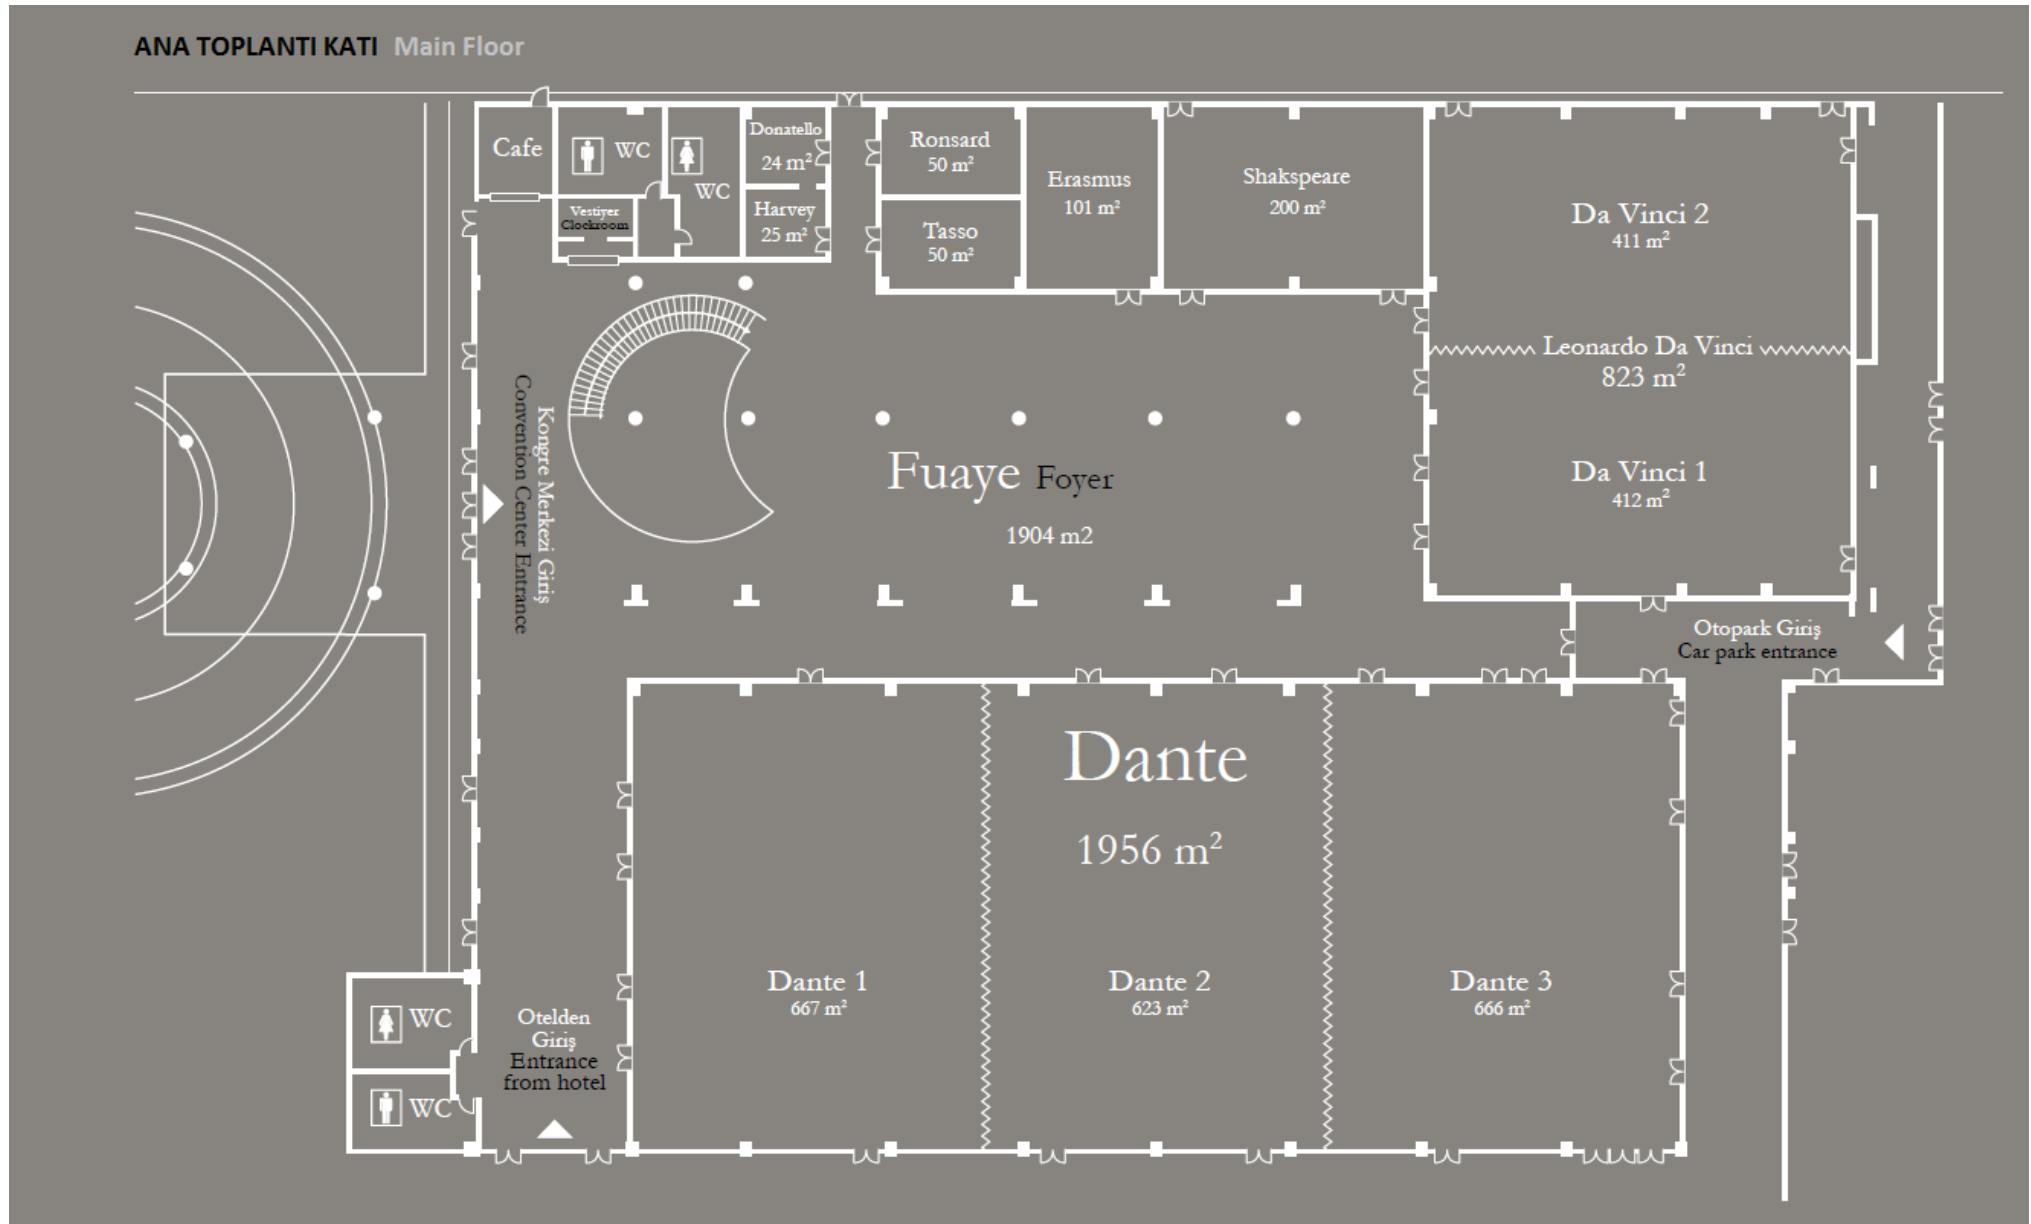 ANA TOPLANTI KATI Main Floor
Cafe
WC
WC
Vestiyer
Clockroom
Donatello
24 m²
Harvey
25 m²
Ronsard
50 m²
Tasso
50 m²
Erasmus
101 m²
Shakspeare
200 m²
Da Vinci 2
411 m²
Leonardo Da Vinci
823 m²
Da Vinci 1
412 m²
Kongre Merkezi Giriş
Convention Center Entrance
Fuaye Foyer
1904 m2
Otopark Giriş
Car park entrance
Dante
1956 m²
Dante 1
667 m²
Dante 2
623 m²
Dante 3
666 m²
WC
WC
Otelden
Giriş
Entrance
from hotel